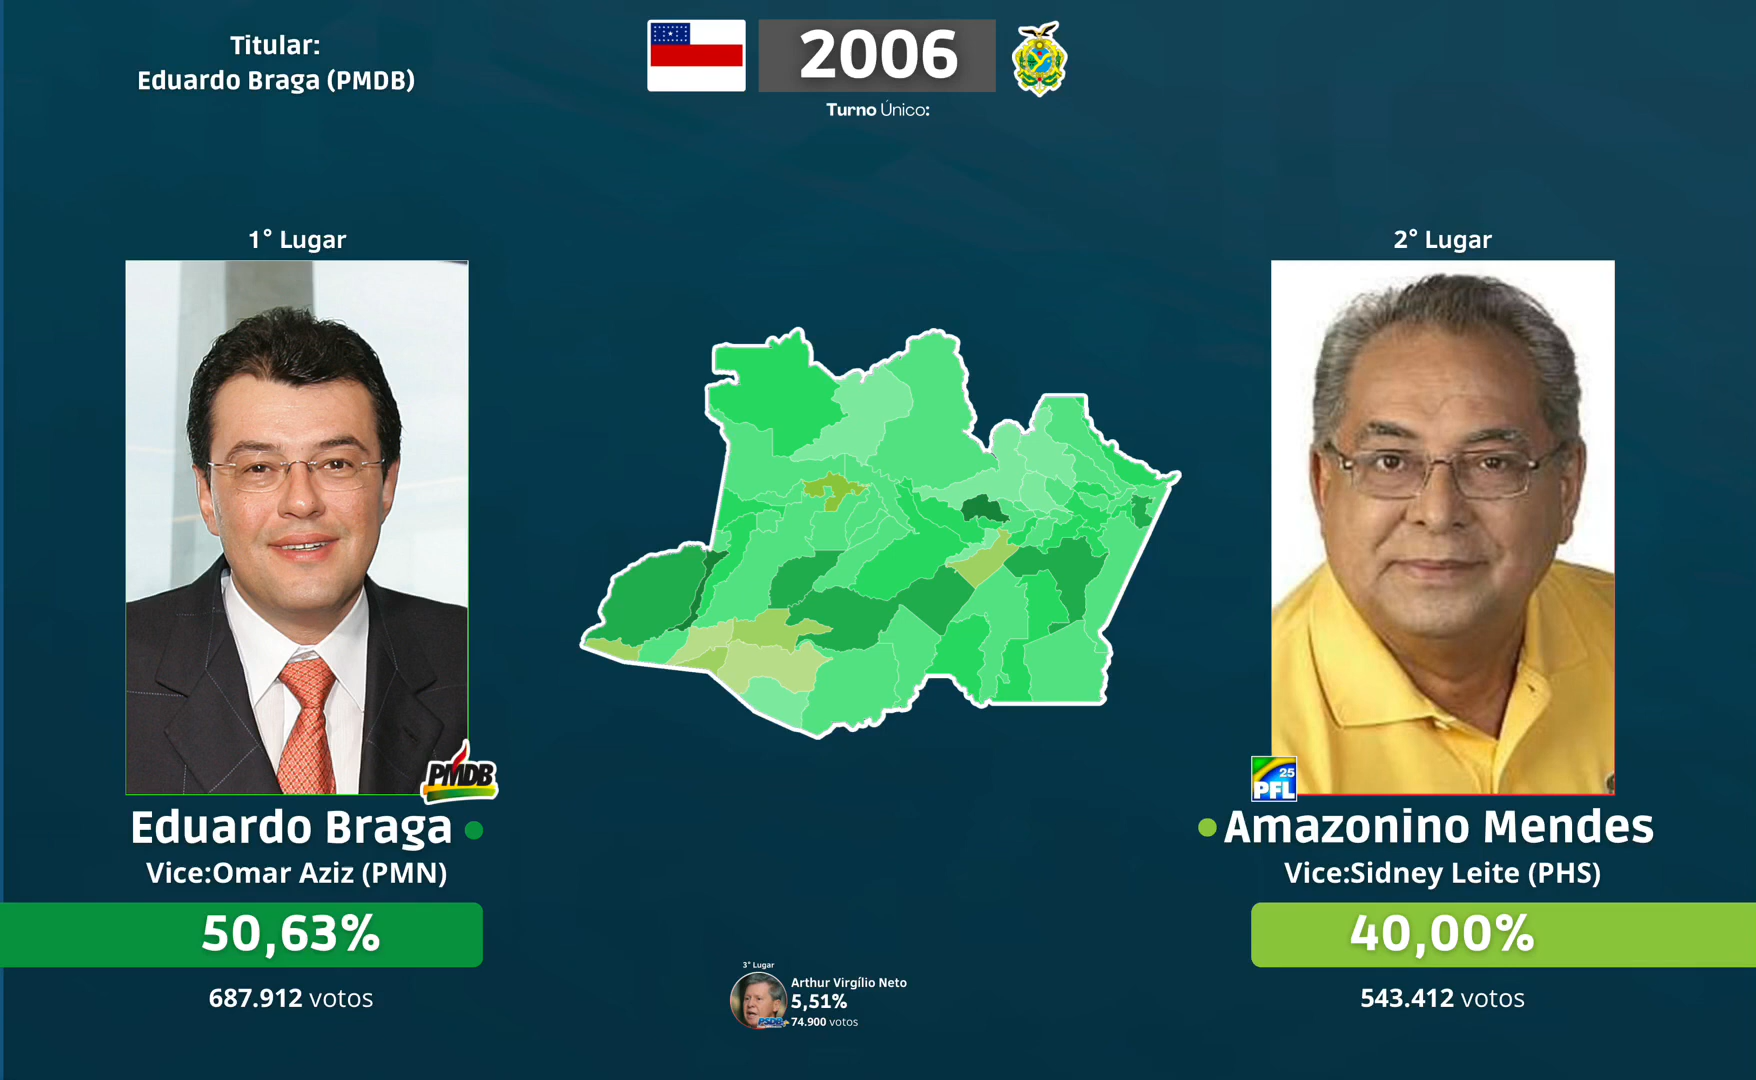 Titular:
Eduardo Braga (PMDB)
2006
Turno Único:
1° Lugar
2° Lugar
PMDB
25
PFL
Eduardo Braga
Vice:Omar Aziz (PMN)
50,63%
687.912 votos
Amazonino Mendes
Vice:Sidney Leite (PHS)
40,00%
543.412 votos
3° Lugar
Arthur Virgílio Neto
5,51%
PSDB
74.900 votos